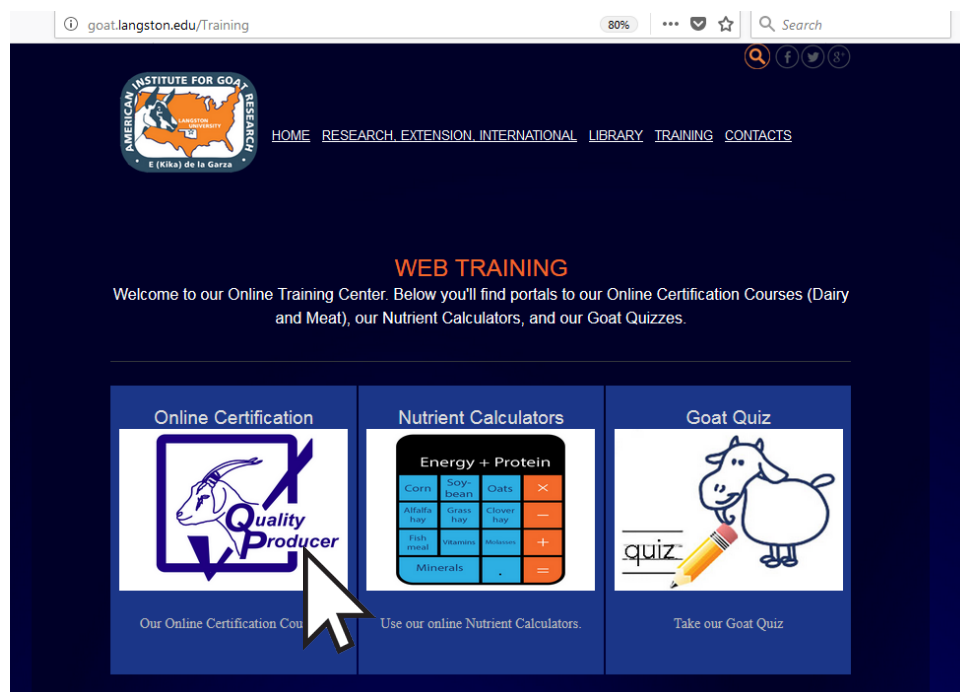 goat.langston.edu/Training
80%
Search
AMERICAN INSTITUTE FOR GOAT RESEARCH
LANGSTON
UNIVERSITY
E (Kika) de la Garza
HOME RESEARCH, EXTENSION, INTERNATIONAL LIBRARY TRAINING CONTACTS
WEB TRAINING
Welcome to our Online Training Center. Below you'll find portals to our Online Certification Courses (Dairy
and Meat), our Nutrient Calculators, and our Goat Quizzes.
Online Certification
Quality
Producer
Our Online Certification
Nutrient Calculators
Energy + Protein
Corn Soy-
bean Oats ×
Alfalfa
hay Grass
hay Clover
hay −
Fish
meal Vitamins Molasses +
Minerals . =
Use our online Nutrient Calculators.
Goat Quiz
quiz
Take our Goat Quiz